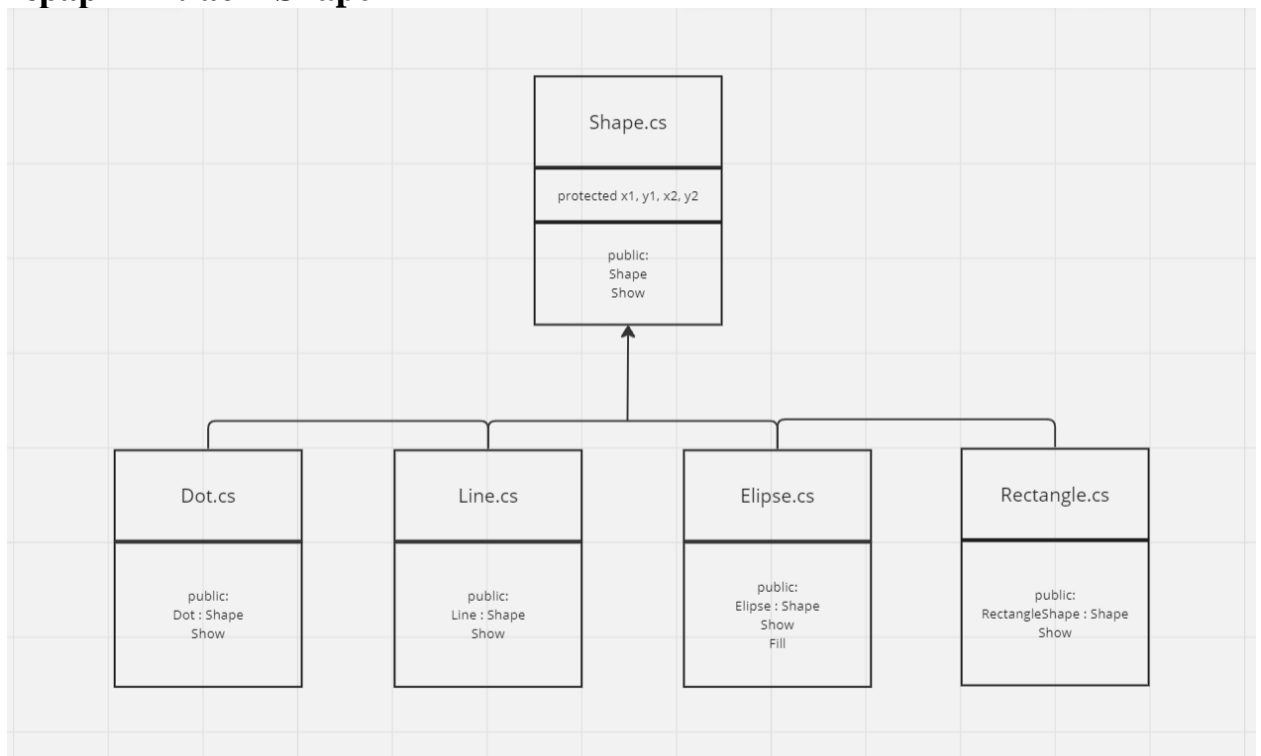 Shape.cs
protected x1, y1, x2, y2
public:
Shape
Show
Dot.cs
public:
Dot : Shape
Show
Line.cs
public:
Line : Shape
Show
Elipse.cs
public:
Elipse : Shape
Show
Fill
Rectangle.cs
public:
RectangleShape : Shape
Show